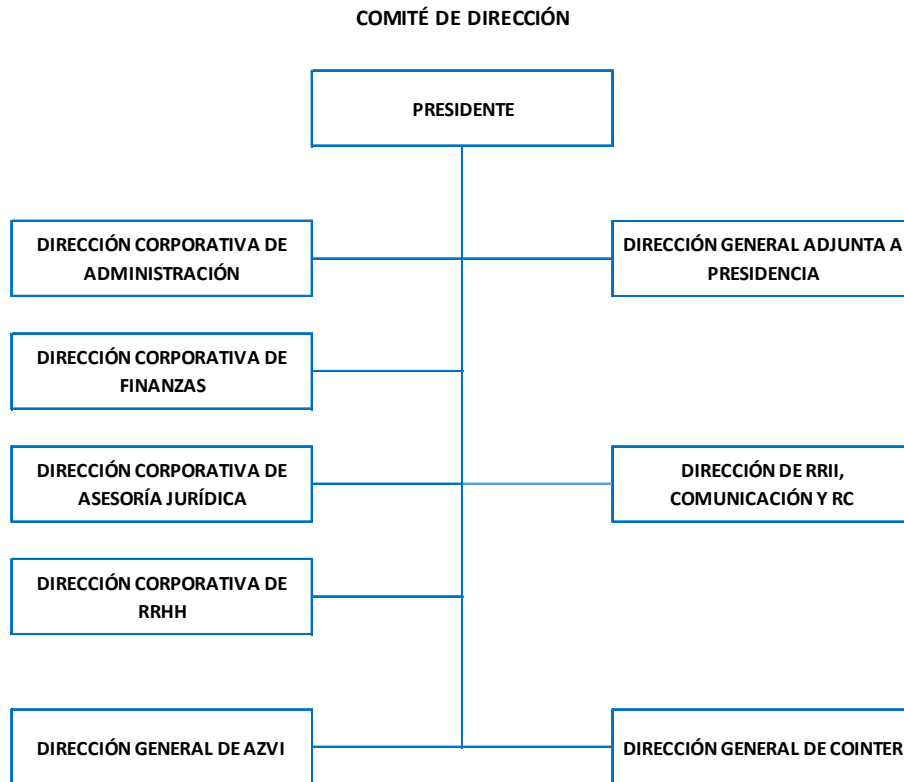 COMITÉ DE DIRECCIÓN
PRESIDENTE
DIRECCIÓN CORPORATIVA DE
ADMINISTRACIÓN
DIRECCIÓN GENERAL ADJUNTA A
PRESIDENCIA
DIRECCIÓN CORPORATIVA DE
FINANZAS
DIRECCIÓN CORPORATIVA DE
ASESORÍA JURÍDICA
DIRECCIÓN DE RRII,
COMUNICACIÓN Y RC
DIRECCIÓN CORPORATIVA DE
RRHH
DIRECCIÓN GENERAL DE AZVI
DIRECCIÓN GENERAL DE COINTER